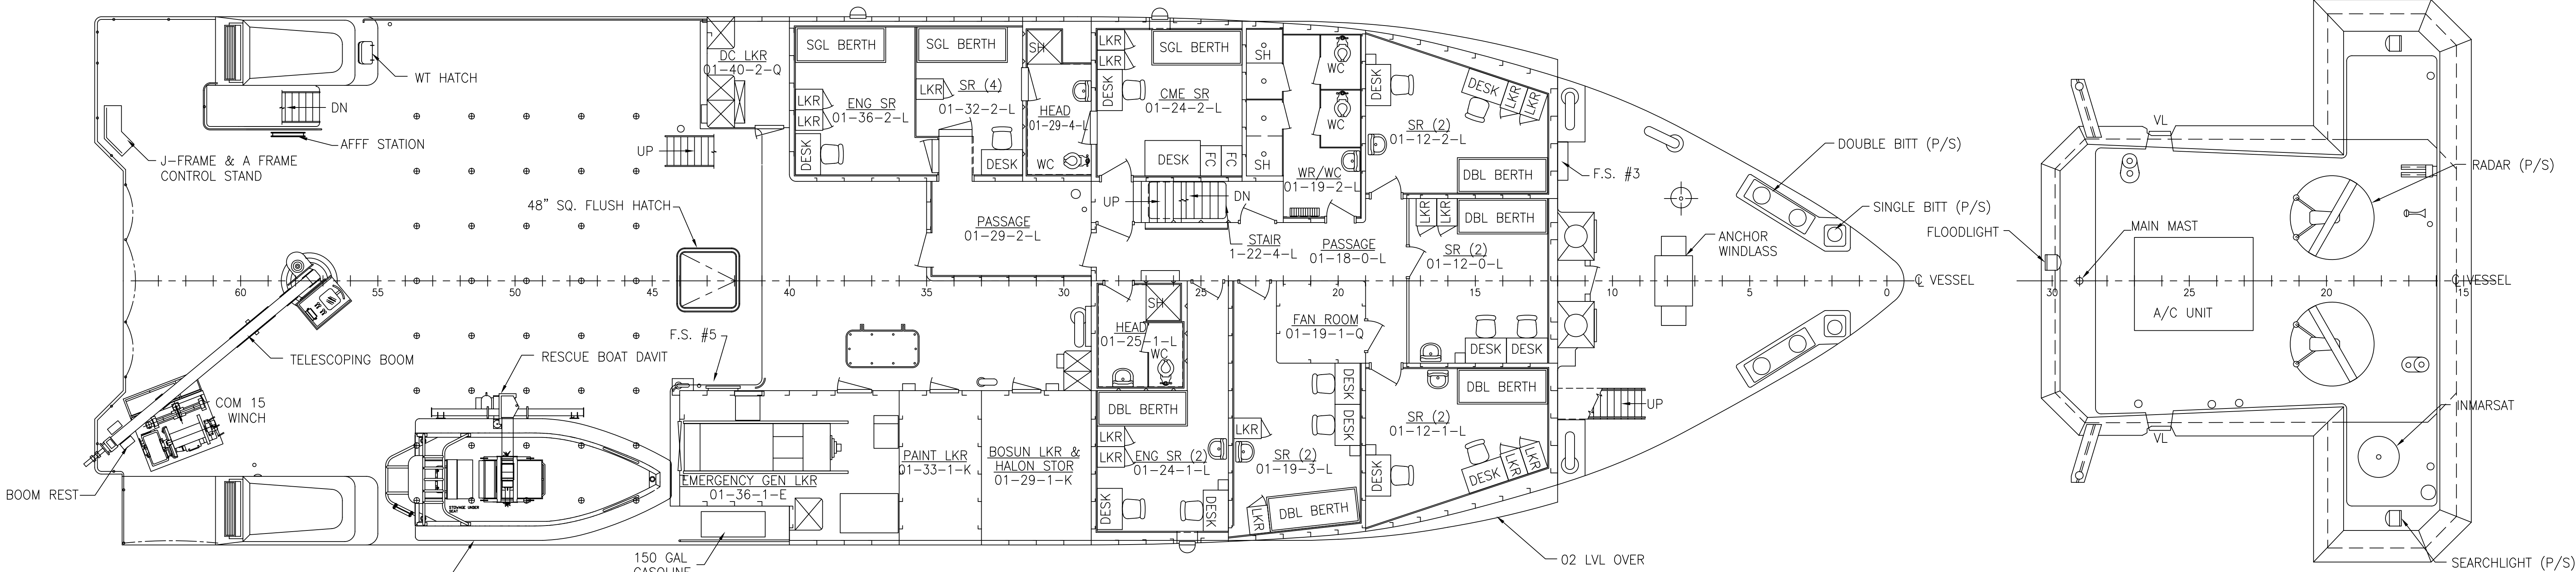 WT HATCH
DN
AFFF STATION
J-FRAME & A FRAME
CONTROL STAND
UP
48" SQ. FLUSH HATCH
60
55
50
45
40
35
30
25
20
15
10
5
0
℄ VESSEL
TELESCOPING BOOM
RESCUE BOAT DAVIT
F.S. #5
COM 15
WINCH
BOOM REST
STOWAGE UNDER
SEAT
150 GAL
GASOLINE
DC LKR
01-40-2-Q
SGL BERTH
LKR
LKR
ENG SR
01-36-2-L
DESK
SGL BERTH
LKR
SR (4)
01-32-2-L
DESK
SH
HEAD
01-29-4-L
WC
PASSAGE
01-29-2-L
LKR
LKR
DESK
SGL BERTH
CME SR
01-24-2-L
DESK
FC
FC
UP
DN
STAIR
1-22-4-L
SH
SH
WC
WC
WR/WC
01-19-2-L
PASSAGE
01-18-0-L
DESK
DESK
LKR
LKR
SR (2)
01-12-2-L
DBL BERTH
LKR
LKR
DBL BERTH
SR (2)
01-12-0-L
DESK
DESK
FAN ROOM
01-19-1-Q
SH
HEAD
01-25-1-L
WC
DBL BERTH
LKR
LKR
ENG SR (2)
01-24-1-L
DESK
DESK
DESK
DESK
LKR
SR (2)
01-19-3-L
LKR
DBL BERTH
DBL BERTH
SR (2)
01-12-1-L
DESK
DESK
LKR
LKR
EMERGENCY GEN LKR
01-36-1-E
PAINT LKR
01-33-1-K
BOSUN LKR &
HALON STOR
01-29-1-K
F.S. #3
UP
ANCHOR
WINDLASS
DOUBLE BITT (P/S)
SINGLE BITT (P/S)
02 LVL OVER
FLOODLIGHT
MAIN MAST
VL
VL
A/C UNIT
30
25
20
15
℄ VESSEL
RADAR (P/S)
INMARSAT
SEARCHLIGHT (P/S)